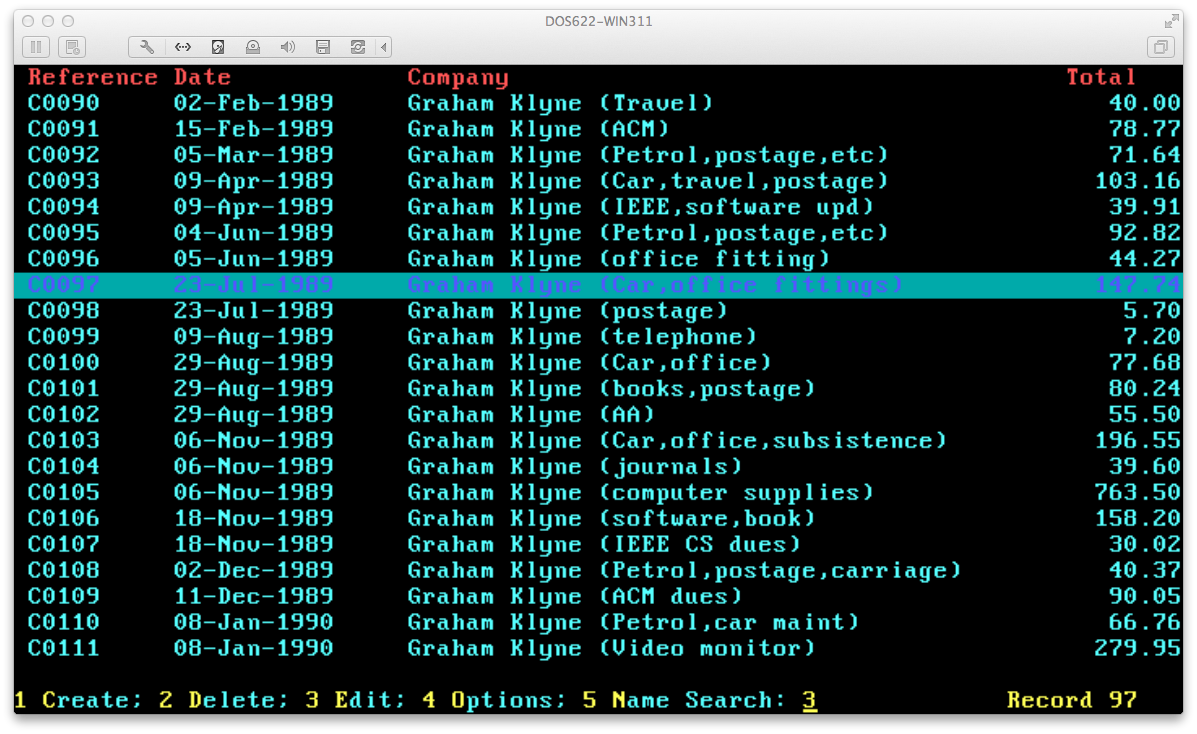 DOS622-WIN311
Reference Date Company Total
C0090 02-Feb-1989 Graham Klyne (Travel) 40.00
C0091 15-Feb-1989 Graham Klyne (ACM) 78.77
C0092 05-Mar-1989 Graham Klyne (Petrol,postage,etc) 71.64
C0093 09-Apr-1989 Graham Klyne (Car,travel,postage) 103.16
C0094 09-Apr-1989 Graham Klyne (IEEE,software upd) 39.91
C0095 04-Jun-1989 Graham Klyne (Petrol,postage,etc) 92.82
C0096 05-Jun-1989 Graham Klyne (office fitting) 44.27
C0097 23-Jul-1989 Graham Klyne (Car,office fittings) 147.74
C0098 23-Jul-1989 Graham Klyne (postage) 5.70
C0099 09-Aug-1989 Graham Klyne (telephone) 7.20
C0100 29-Aug-1989 Graham Klyne (Car,office) 77.68
C0101 29-Aug-1989 Graham Klyne (books,postage) 80.24
C0102 29-Aug-1989 Graham Klyne (AA) 55.50
C0103 06-Nov-1989 Graham Klyne (Car,office,subsistence) 196.55
C0104 06-Nov-1989 Graham Klyne (journals) 39.60
C0105 06-Nov-1989 Graham Klyne (computer supplies) 763.50
C0106 18-Nov-1989 Graham Klyne (software,book) 158.20
C0107 18-Nov-1989 Graham Klyne (IEEE CS dues) 30.02
C0108 02-Dec-1989 Graham Klyne (Petrol,postage,carriage) 40.37
C0109 11-Dec-1989 Graham Klyne (ACM dues) 90.05
C0110 08-Jan-1990 Graham Klyne (Petrol,car maint) 66.76
C0111 08-Jan-1990 Graham Klyne (Video monitor) 279.95
1 Create; 2 Delete; 3 Edit; 4 Options; 5 Name Search: 3 Record 97